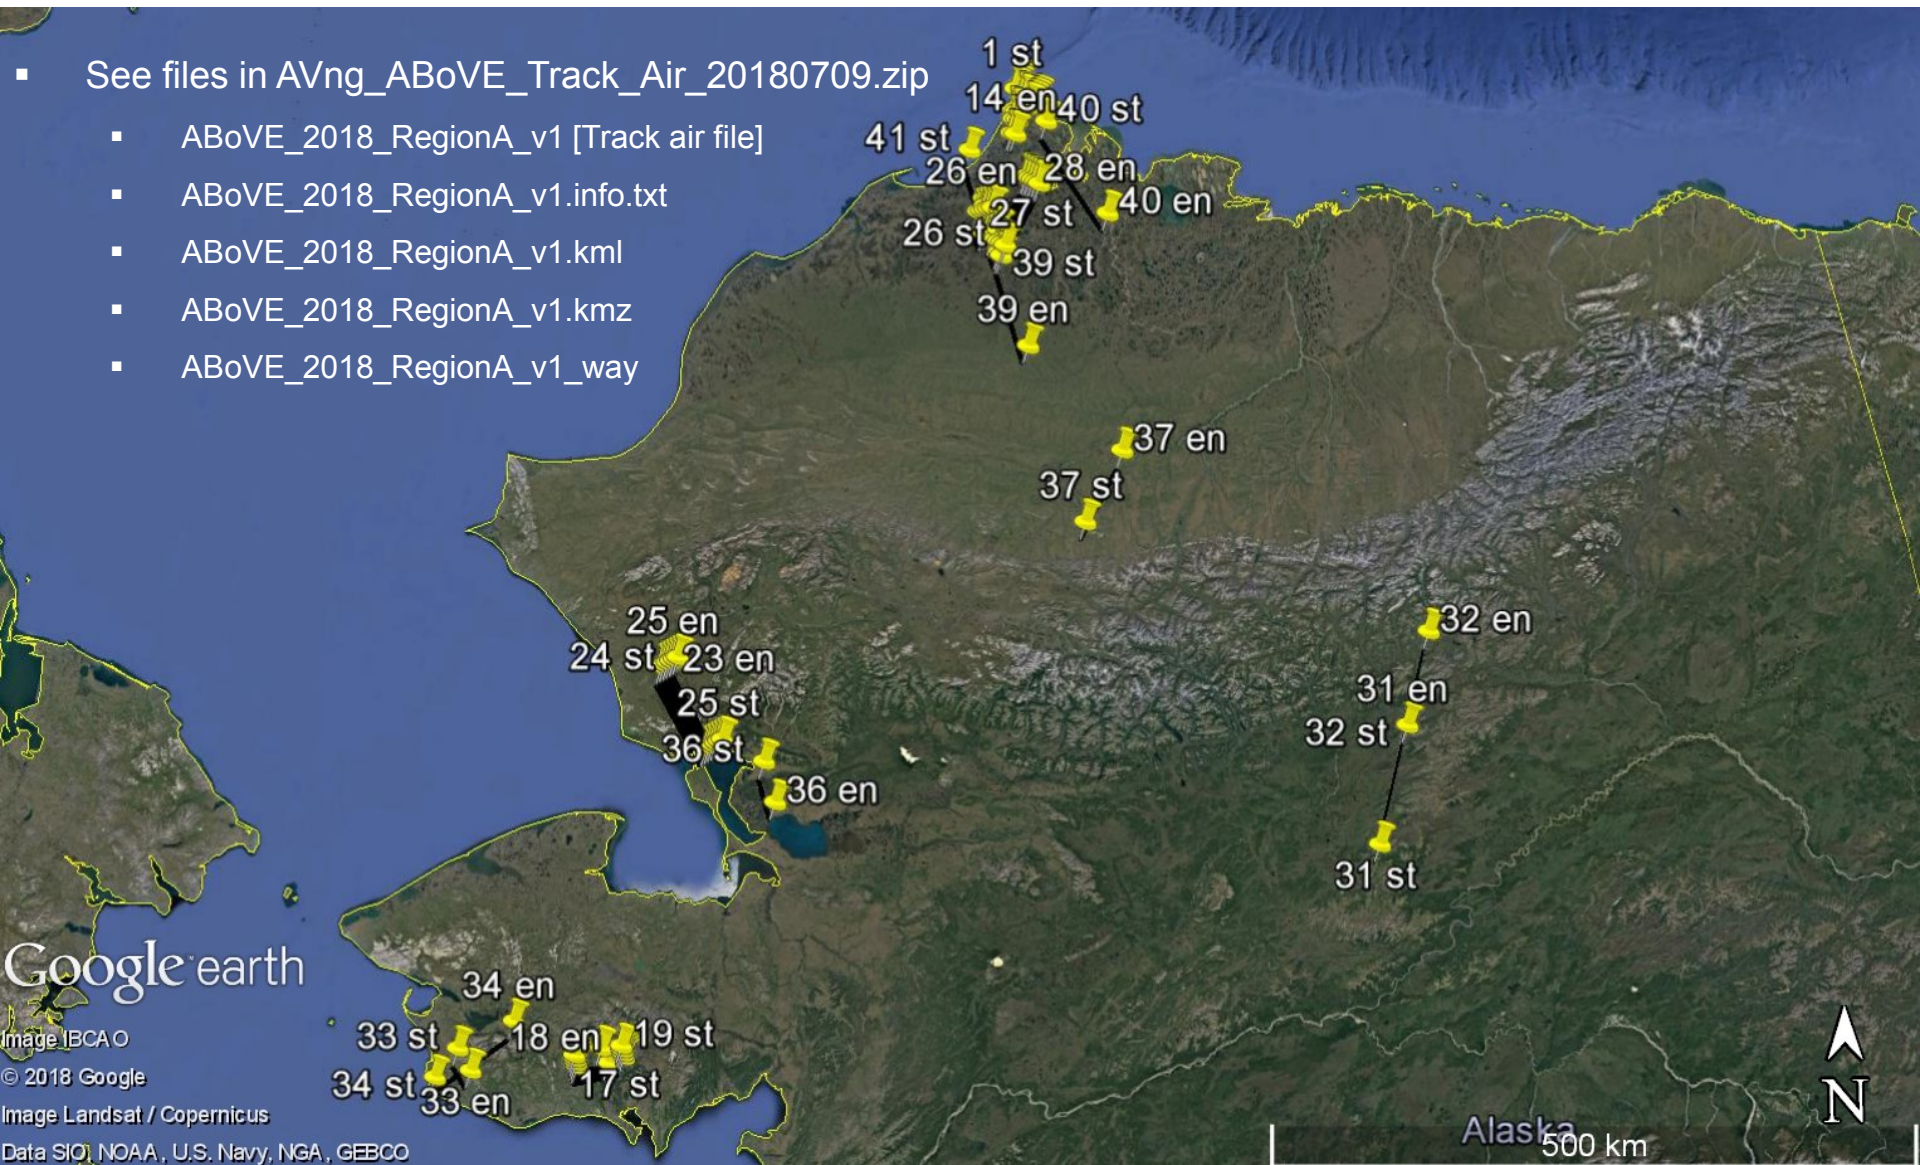 See files in AVng_ABoVE_Track_Air_20180709.zip
ABoVE_2018_RegionA_v1 [Track air file]
ABoVE_2018_RegionA_v1.info.txt
ABoVE_2018_RegionA_v1.kml
ABoVE_2018_RegionA_v1.kmz
ABoVE_2018_RegionA_v1_way
1 st
14 en
40 st
41 st
26 en
28 en
40 en
27 st
26 st
39 st
39 en
37 en
37 st
25 en
24 st
23 en
25 st
36 st
36 en
32 en
31 en
32 st
31 st
34 en
33 st
18 en
19 st
34 st
33 en
17 st
Google earth
Image IBCAO
© 2018 Google
Image Landsat / Copernicus
Data SIO, NOAA, U.S. Navy, NGA, GEBCO
N
Alaska
500 km